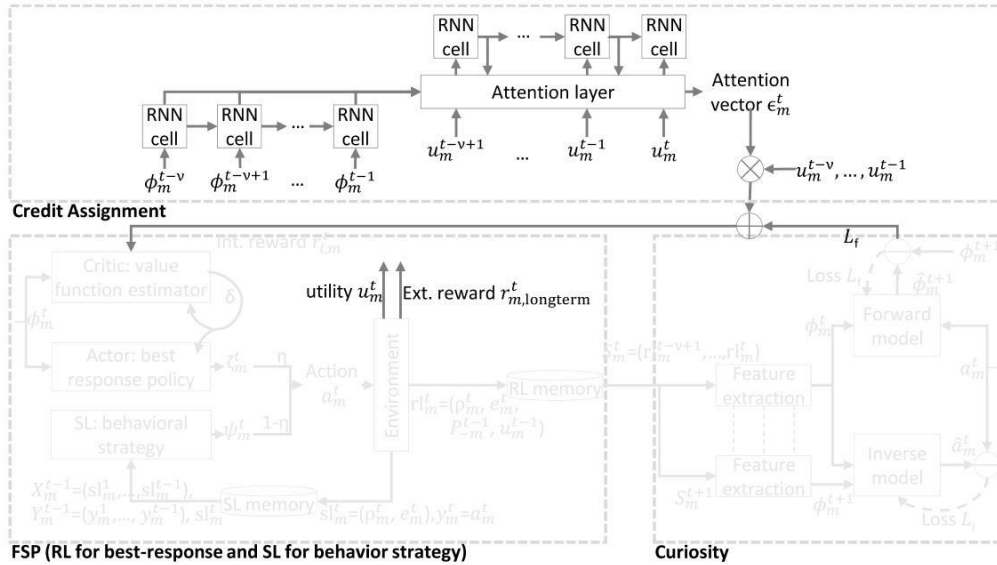 RNN cell
...
RNN cell
RNN cell
Attention layer
Attention vector ϵ_m^t
RNN cell
RNN cell
...
RNN cell
u_m^{t-ν+1}
...
u_m^{t-1}
u_m^t
ϕ_m^{t-ν}
ϕ_m^{t-ν+1}
...
ϕ_m^{t-1}
u_m^{t-ν}, ..., u_m^{t-1}
Credit Assignment
L_f
Int. reward r_{i,m}^t
Critic: value
function estimator
δ
utility u_m^t
Ext. reward r_{m,longterm}^t
ϕ_m^t
Actor: best
response policy
ζ_m^t
η
Action
a_m^t
SL: behavioral
strategy
ψ_m^t
1-η
Environment
rl_m^t=(ρ_m^t, e_m^t,
P_{-m}^{t-1}, u_m^{t-1})
RL memory
X_m^{t-1}=(sl_m^1,...,sl_m^{t-1}),
Y_m^{t-1}=(y_m^1,..., y_m^{t-1}), sl_m^t
SL memory
sl_m^t=(ρ_m^t, e_m^t),y_m^t=a_m^t
FSP (RL for best-response and SL for behavior strategy)
S_m^t=(rl_m^{t-ν+1},...,rl_m^t)
Feature
extraction
ϕ_m^t
Loss L_f
ϕ̂_m^{t+1}
ϕ_m^{t+1}
Forward
model
a_m^t
Feature
extraction
S_m^{t+1}
ϕ_m^{t+1}
Inverse
model
â_m^t
Loss L_i
Curiosity